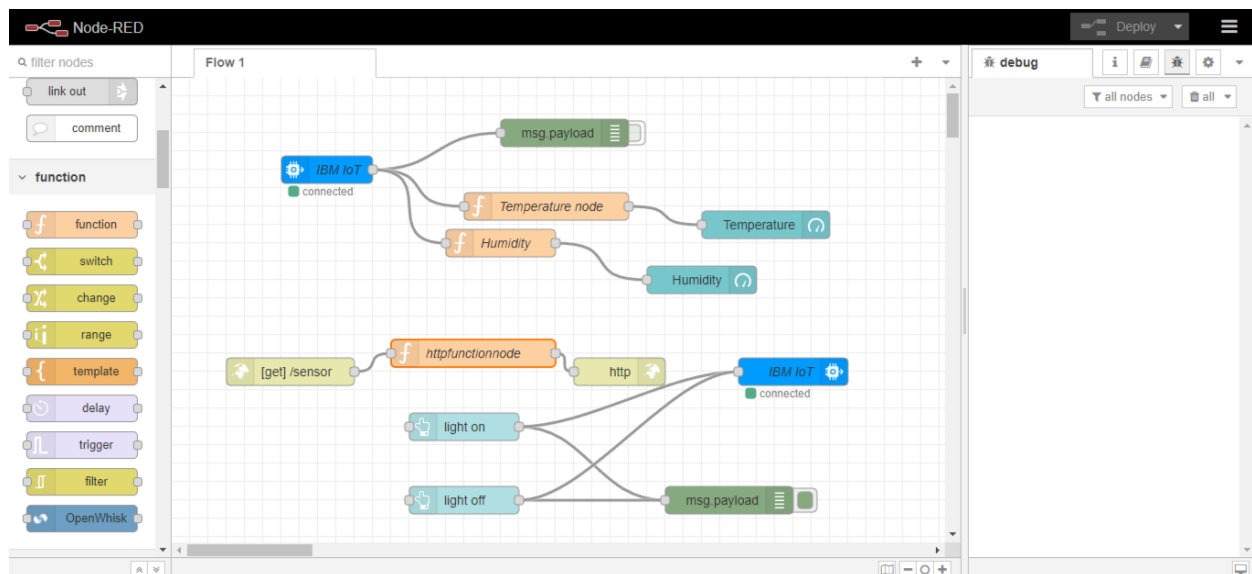 Node-RED
Deploy
filter nodes
Flow 1
debug
i
all nodes
all
link out
comment
function
function
switch
change
range
template
delay
trigger
filter
OpenWhisk
msg.payload
IBM IoT
connected
Temperature node
Temperature
Humidity
Humidity
[get] /sensor
httpfunctionnode
http
IBM IoT
connected
light on
light off
msg.payload